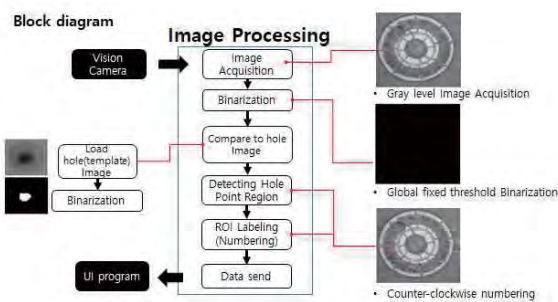 Block diagram
Image Processing
Vision
Camera
Image
Acquisition
• Gray level Image Acquisition
Binarization
Load
hole(template)
Image
Compare to hole
Image
Binarization
Detecting Hole
Point Region
• Global fixed threshold Binarization
ROI Labeling
(Numbering)
UI program
Data send
• Counter-clockwise numbering